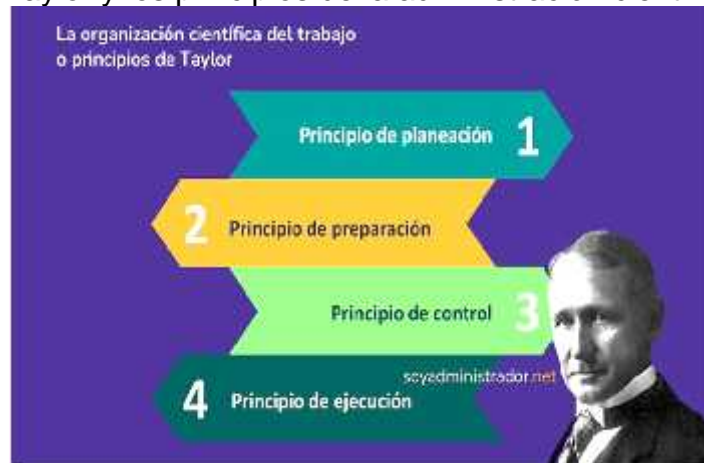 La organización científica del trabajo
o principios de Taylor
Principio de planeación 1
2 Principio de preparación
Principio de control 3
soyadministrador.net
4 Principio de ejecución